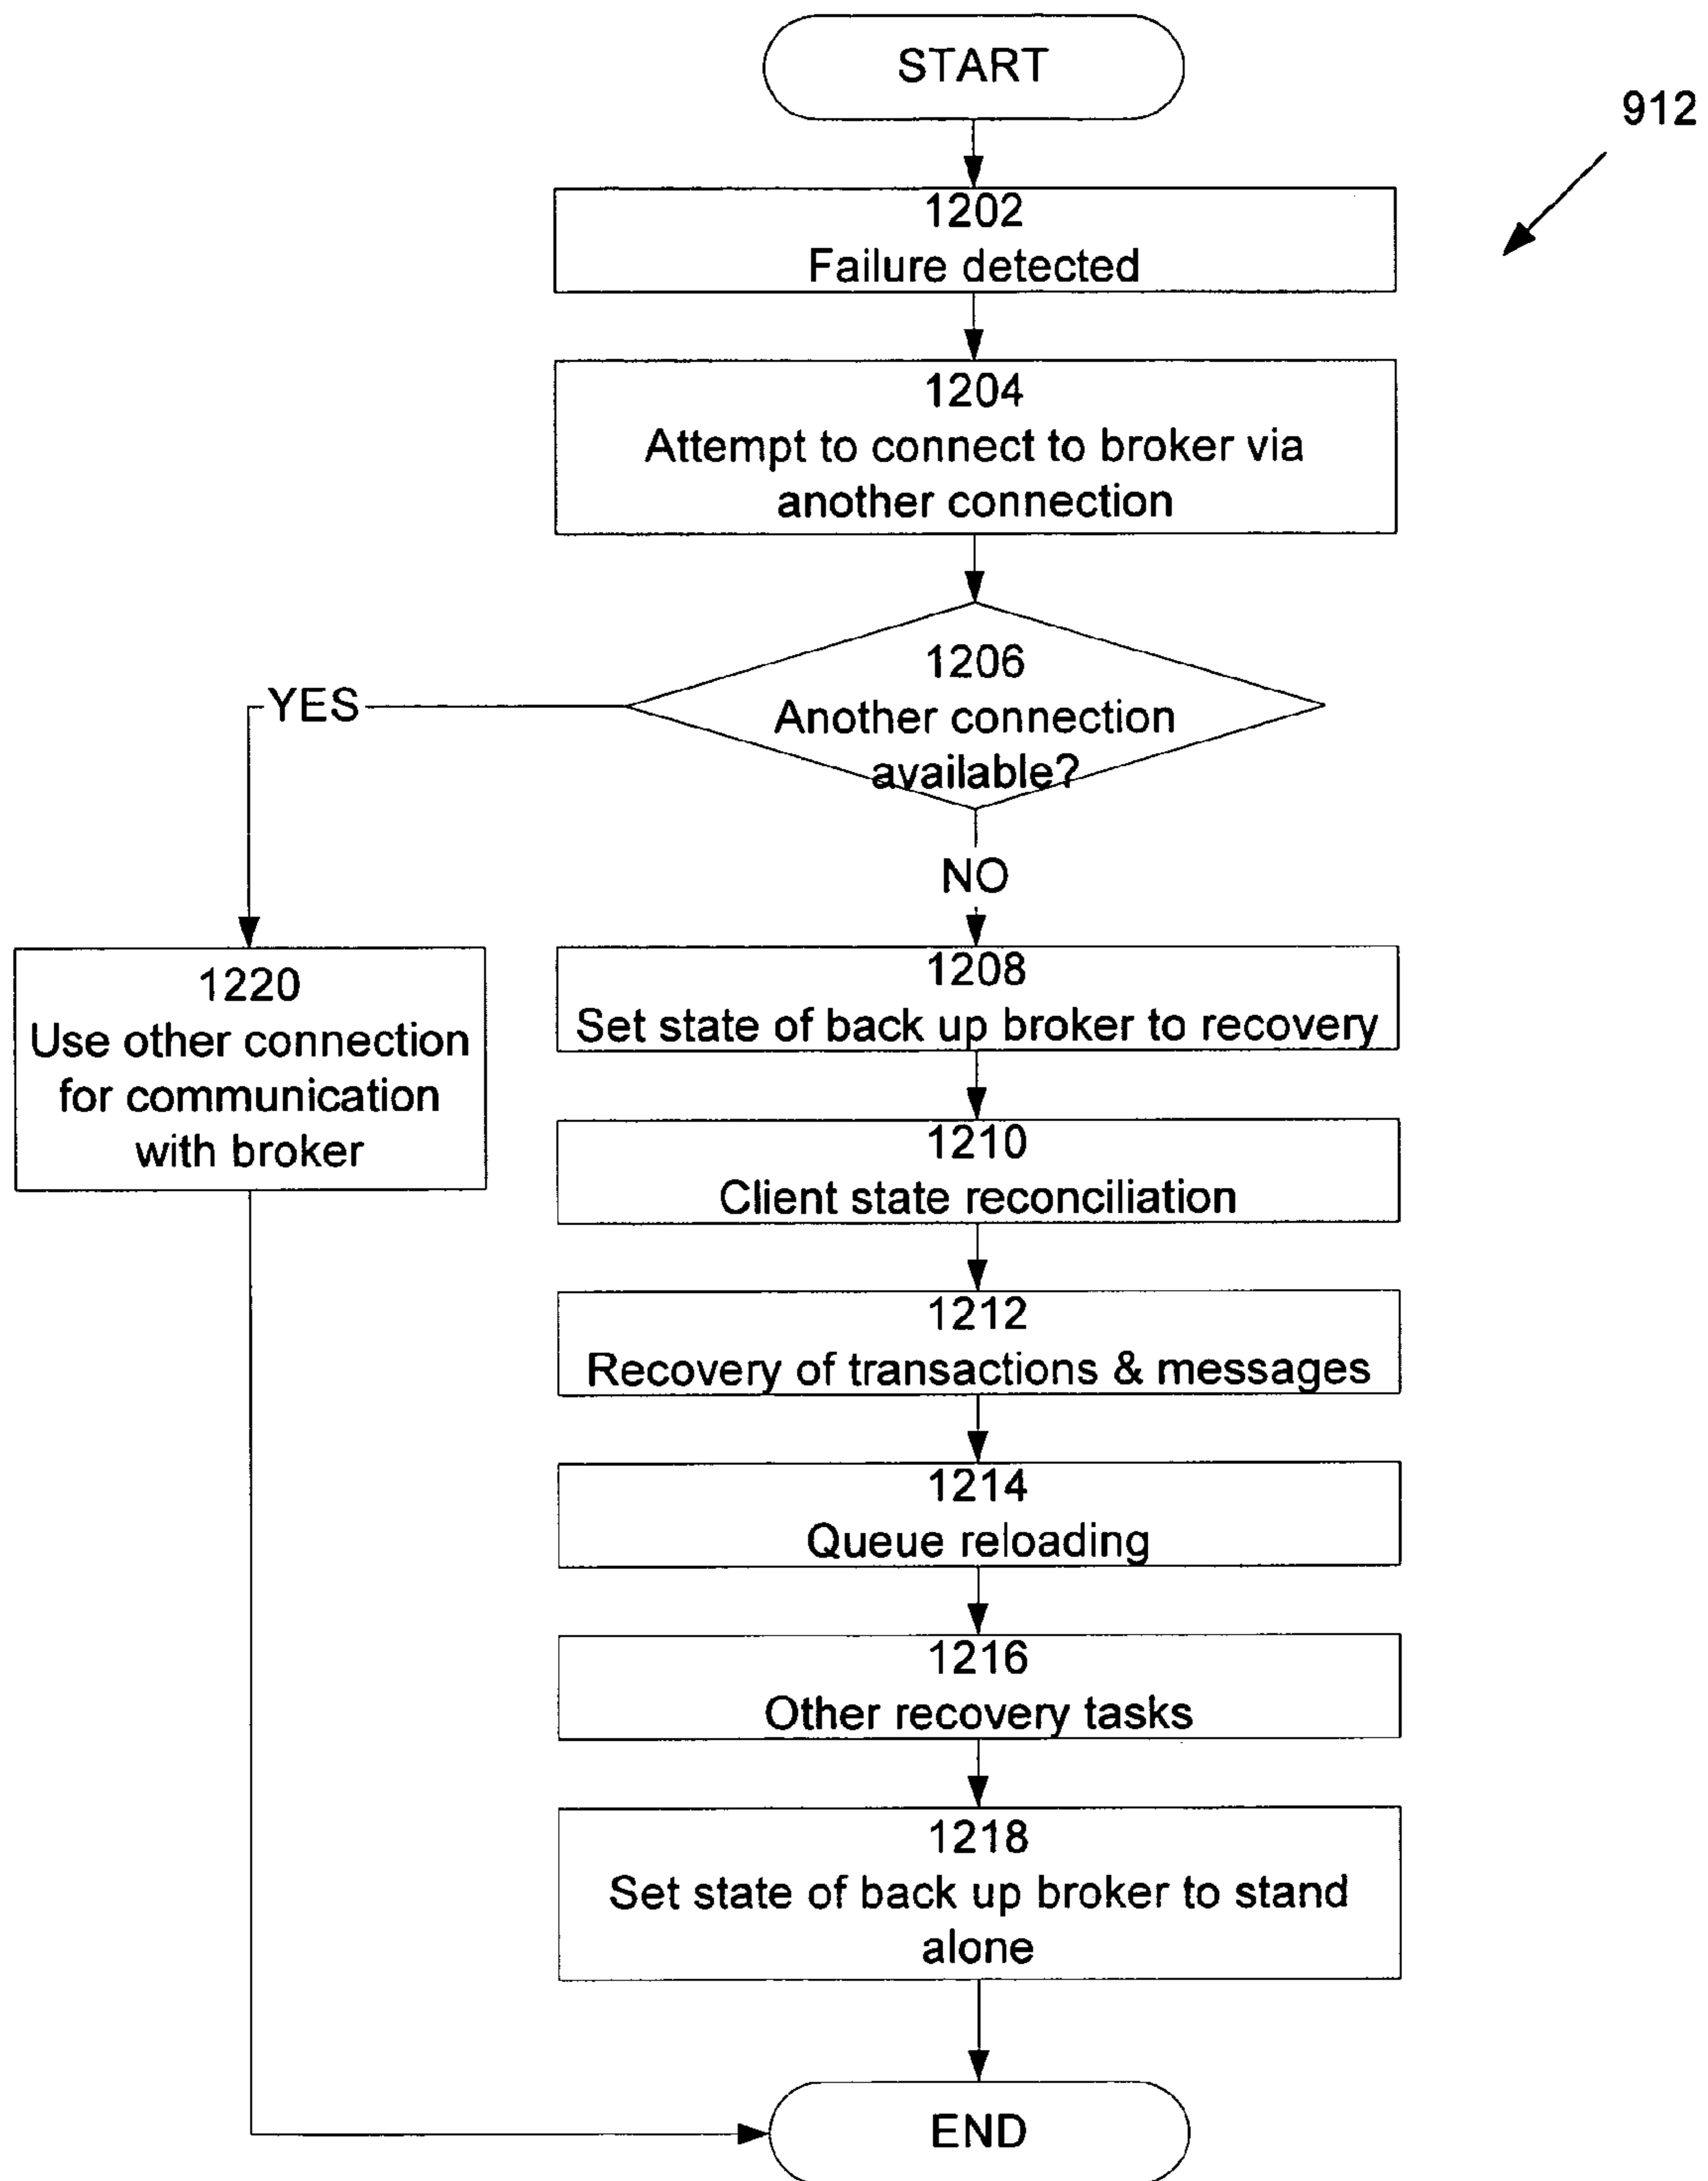 START
912
1202
Failure detected
1204
Attempt to connect to broker via
another connection
1206
Another connection
available?
YES
NO
1220
Use other connection
for communication
with broker
1208
Set state of back up broker to recovery
1210
Client state reconciliation
1212
Recovery of transactions & messages
1214
Queue reloading
1216
Other recovery tasks
1218
Set state of back up broker to stand
alone
END